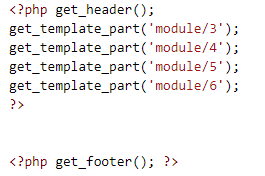 <?php get_header();
get_template_part('module/3');
get_template_part('module/4');
get_template_part('module/5');
get_template_part('module/6');
?>
<?php get_footer(); ?>